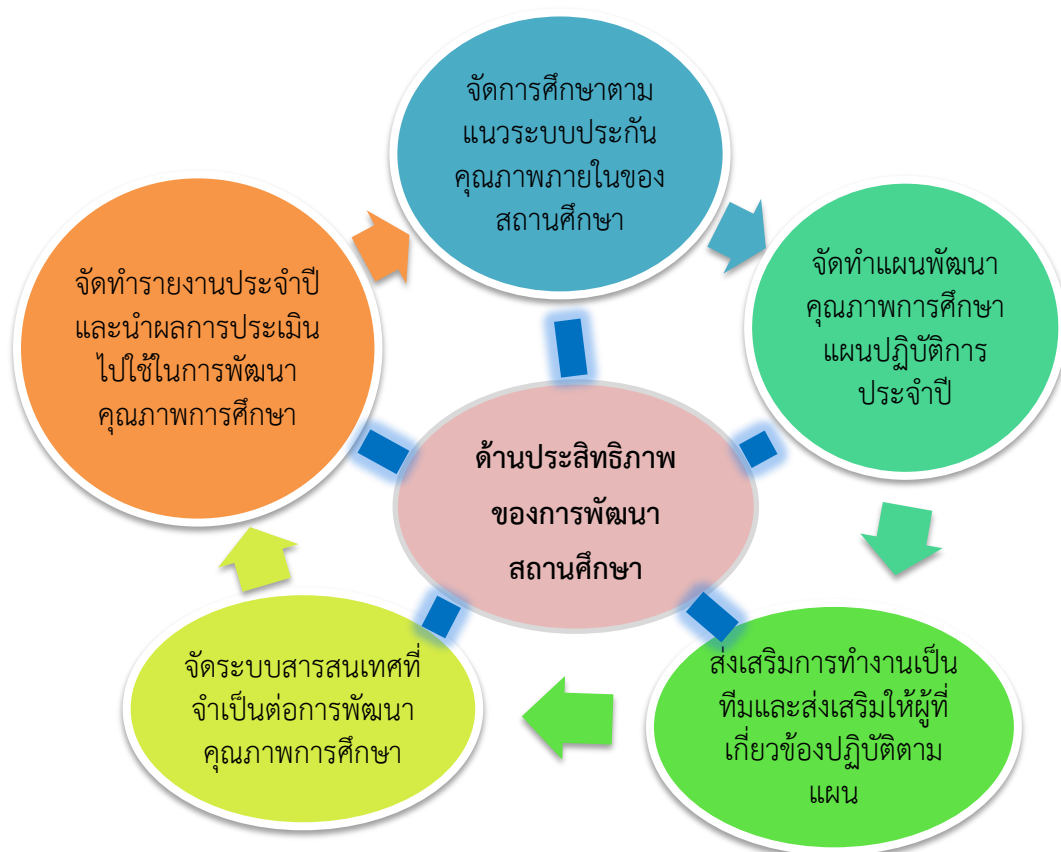 จัดการศึกษาตาม
แนวระบบประกัน
คุณภาพภายในของ
สถานศึกษา
จัดทำแผนพัฒนา
คุณภาพการศึกษา
แผนปฏิบัติการ
ประจำปี
ส่งเสริมการทำงานเป็น
ทีมและส่งเสริมให้ผู้ที่
เกี่ยวข้องปฏิบัติตาม
แผน
จัดระบบสารสนเทศที่
จำเป็นต่อการพัฒนา
คุณภาพการศึกษา
จัดทำรายงานประจำปี
และนำผลการประเมิน
ไปใช้ในการพัฒนา
คุณภาพการศึกษา
ด้านประสิทธิภาพ
ของการพัฒนา
สถานศึกษา